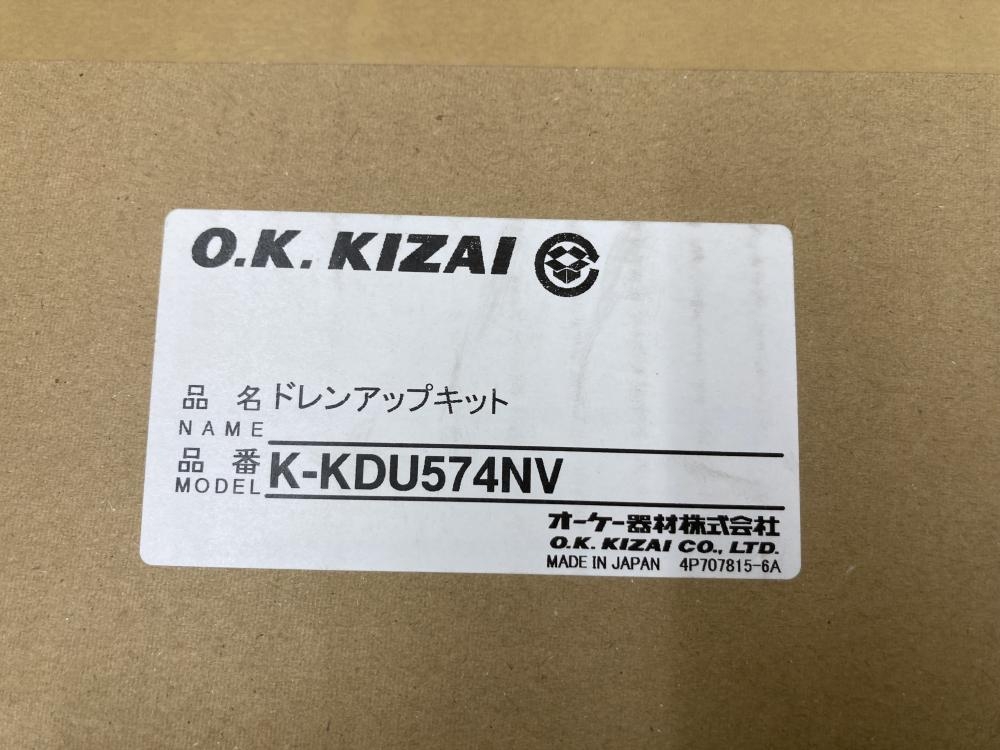 O.K. KIZAI
品 名 ドレンアップキット
NAME
品 番 K-KDU574NV
MODEL
オーケー器材株式会社
O.K. KIZAI CO., LTD.
MADE IN JAPAN 4P707815-6A